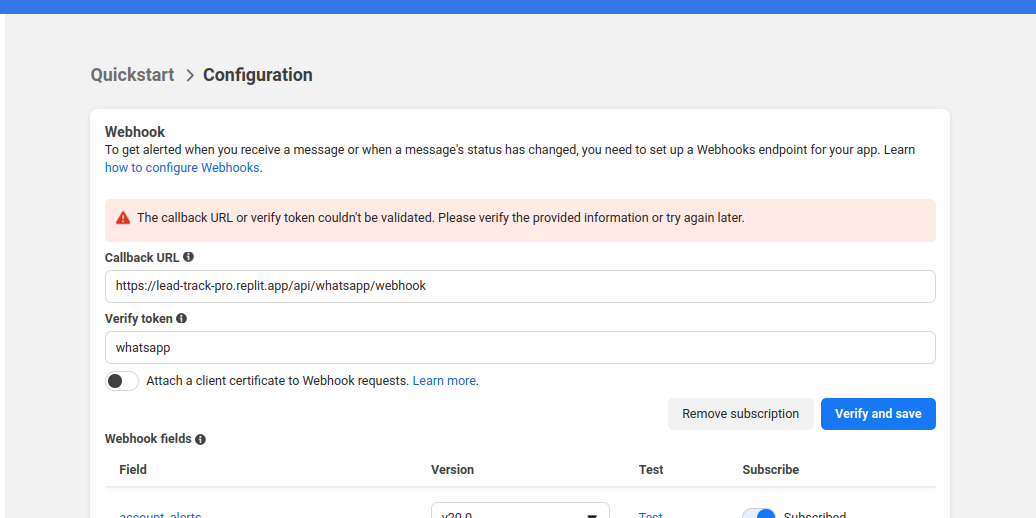 Quickstart > Configuration
Webhook
To get alerted when you receive a message or when a message's status has changed, you need to set up a Webhooks endpoint for your app. Learn
how to configure Webhooks.
The callback URL or verify token couldn't be validated. Please verify the provided information or try again later.
Callback URL
https://lead-track-pro.replit.app/api/whatsapp/webhook
Verify token
whatsapp
Attach a client certificate to Webhook requests. Learn more.
Remove subscription Verify and save
Webhook fields
Field Version Test Subscribe
account_alerts v20.0 Test Subscribed